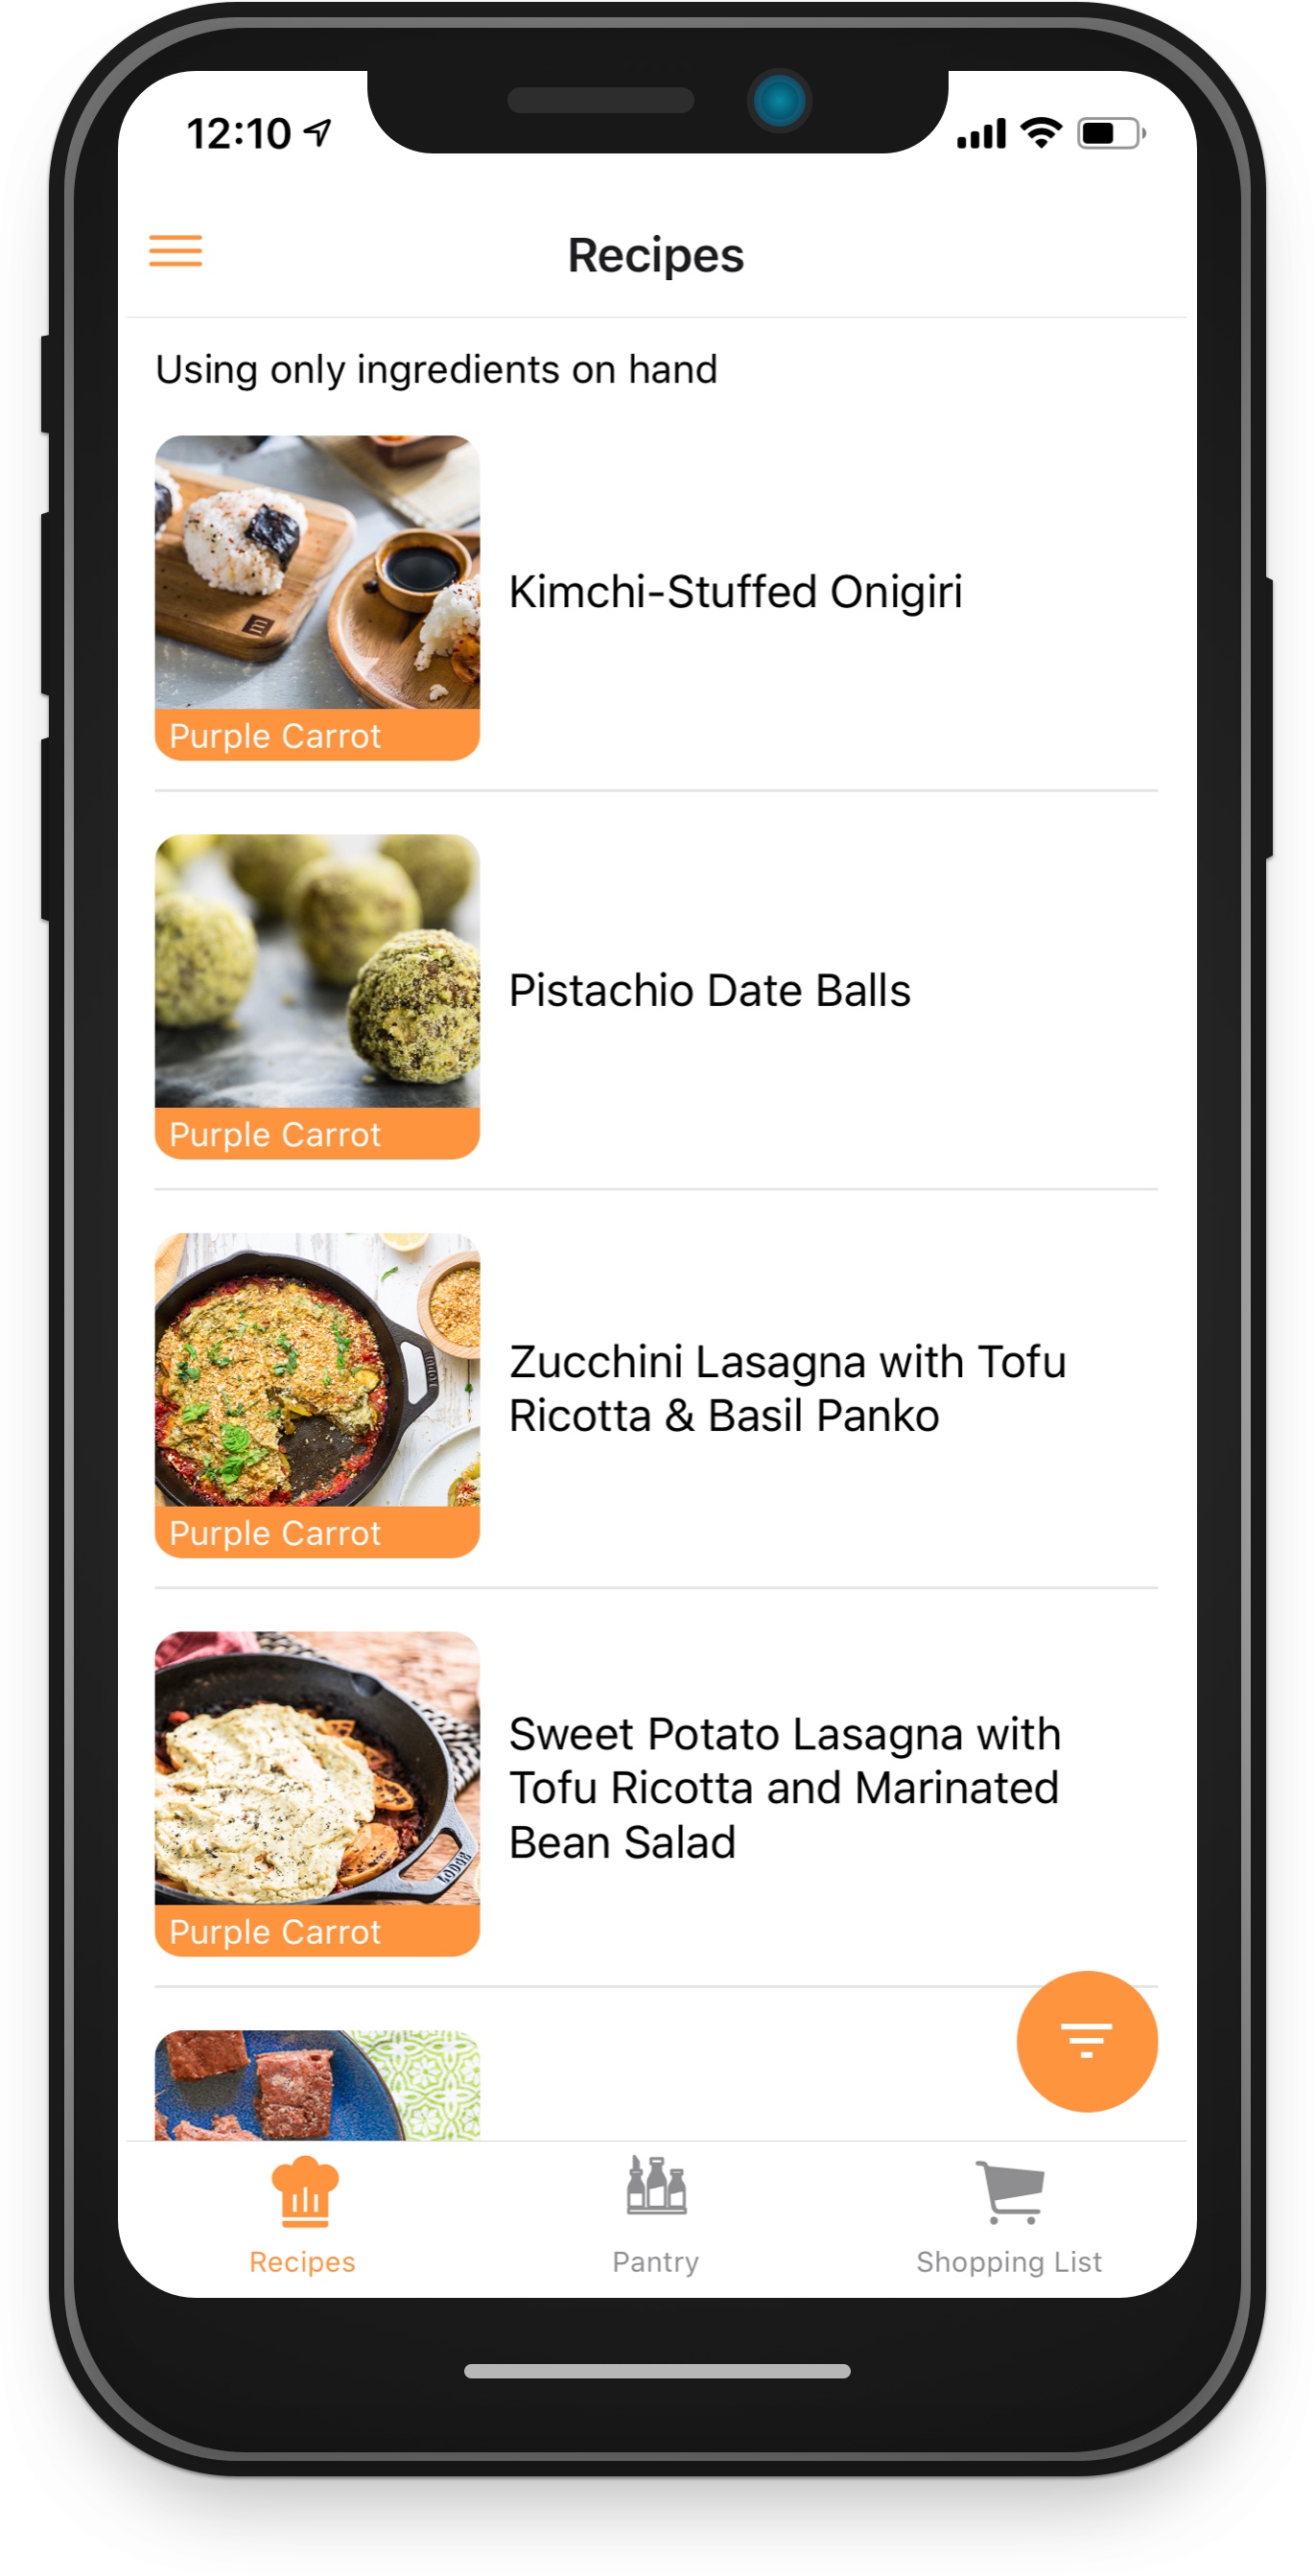 12:10
Recipes
Using only ingredients on hand
Kimchi-Stuffed Onigiri
Purple Carrot
Pistachio Date Balls
Purple Carrot
Zucchini Lasagna with Tofu
Ricotta & Basil Panko
Purple Carrot
Sweet Potato Lasagna with
Tofu Ricotta and Marinated
Bean Salad
LODGE
Purple Carrot
Recipes
Pantry
Shopping List